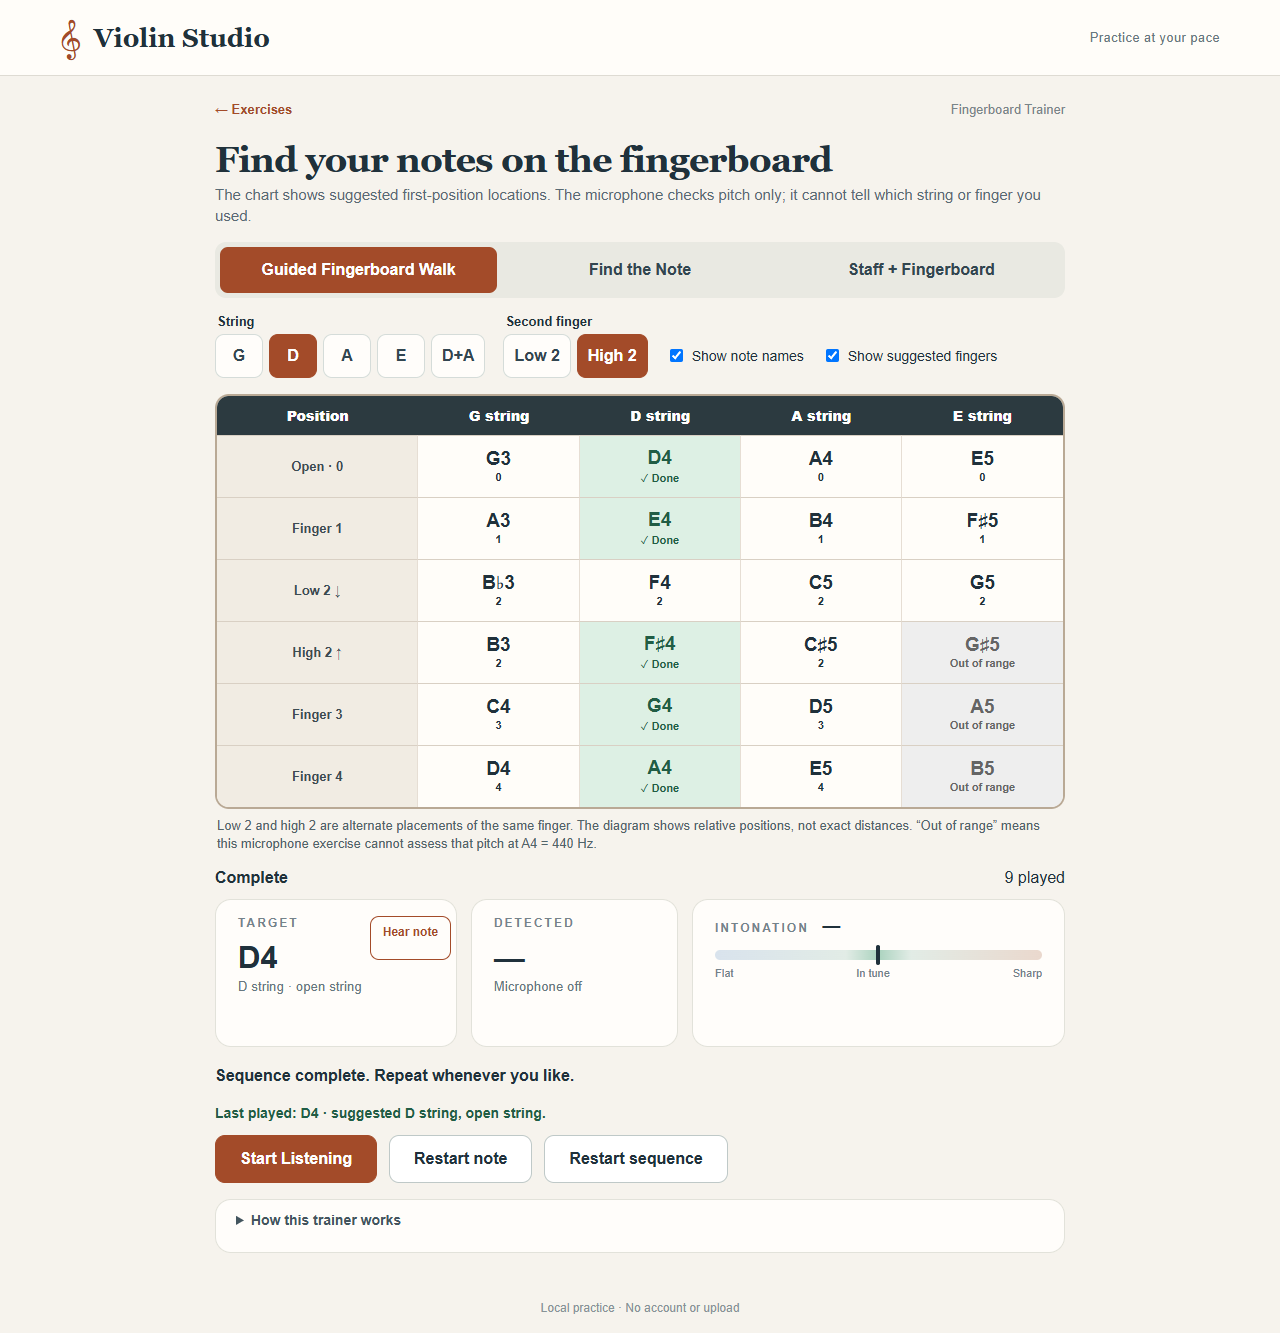 𝄞 Violin Studio
Practice at your pace
← Exercises
Fingerboard Trainer
Find your notes on the fingerboard
The chart shows suggested first-position locations. The microphone checks pitch only; it cannot tell which string or finger you
used.
Guided Fingerboard Walk
Find the Note
Staff + Fingerboard
String
Second finger
G D A E D+A
Low 2 High 2
Show note names
Show suggested fingers
Position G string D string A string E string
Open · 0
G3
0
D4
✓ Done
A4
0
E5
0
Finger 1
A3
1
E4
✓ Done
B4
1
F♯5
1
Low 2 ↓
B♭3
2
F4
2
C5
2
G5
2
High 2 ↑
B3
2
F♯4
✓ Done
C♯5
2
G♯5
Out of range
Finger 3
C4
3
G4
✓ Done
D5
3
A5
Out of range
Finger 4
D4
4
A4
✓ Done
E5
4
B5
Out of range
Low 2 and high 2 are alternate placements of the same finger. The diagram shows relative positions, not exact distances. “Out of range” means
this microphone exercise cannot assess that pitch at A4 = 440 Hz.
Complete
9 played
TARGET
D4
D string · open string
Hear note
DETECTED
—
Microphone off
INTONATION —
Flat In tune Sharp
Sequence complete. Repeat whenever you like.
Last played: D4 · suggested D string, open string.
Start Listening
Restart note
Restart sequence
▶ How this trainer works
Local practice · No account or upload